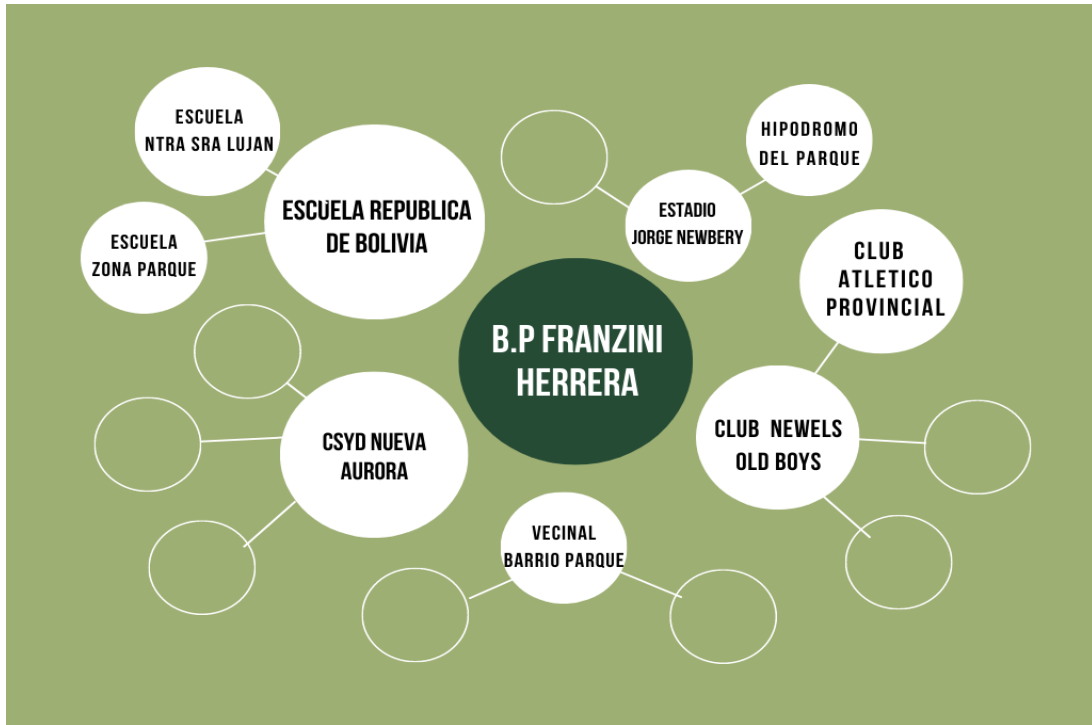 ESCUELA
NTRA SRA LUJAN
ESCUELA REPUBLICA
DE BOLIVIA
ESCUELA
ZONA PARQUE
HIPODROMO
DEL PARQUE
ESTADIO
JORGE NEWBERY
CLUB
ATLETICO
PROVINCIAL
B.P FRANZINI
HERRERA
CLUB NEWELS
OLD BOYS
CSYD NUEVA
AURORA
VECINAL
BARRIO PARQUE